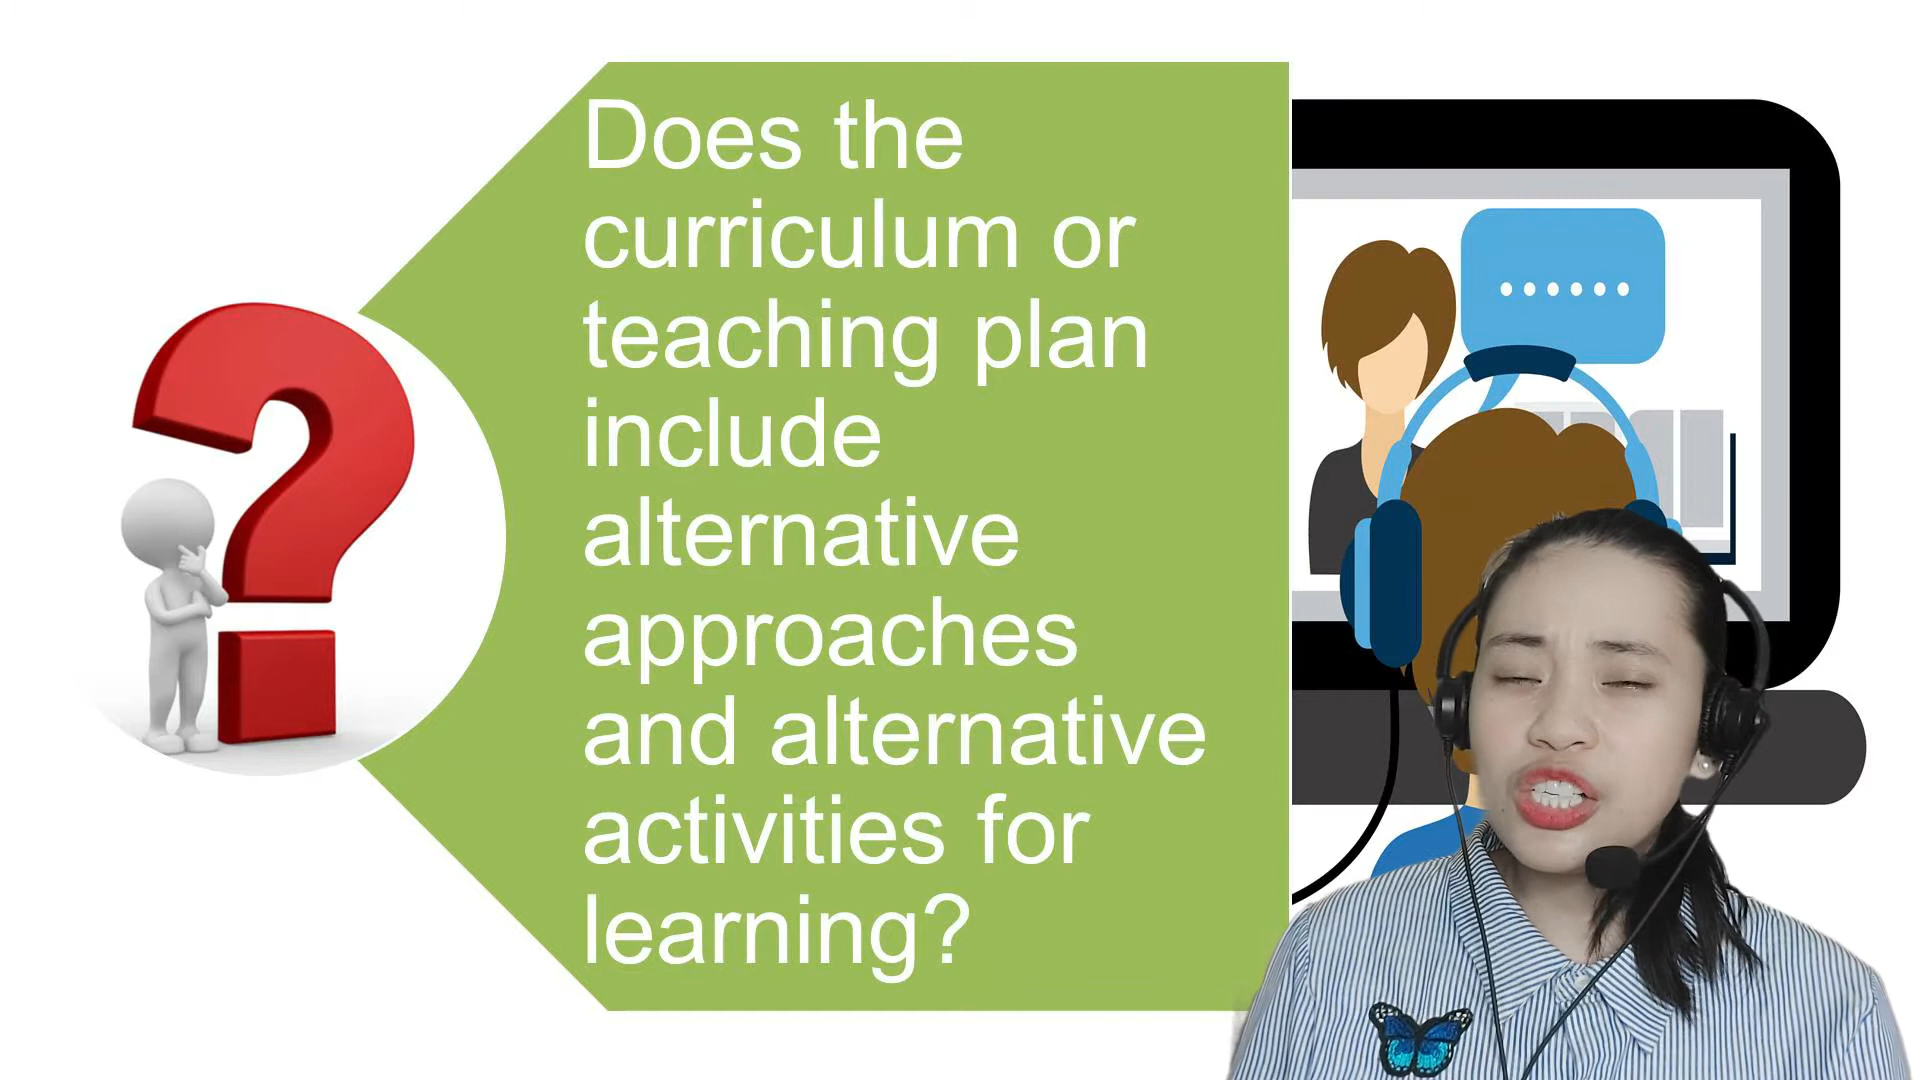 Does the
curriculum or
teaching plan
include
alternative
approaches
and alternative
activities for
learning?